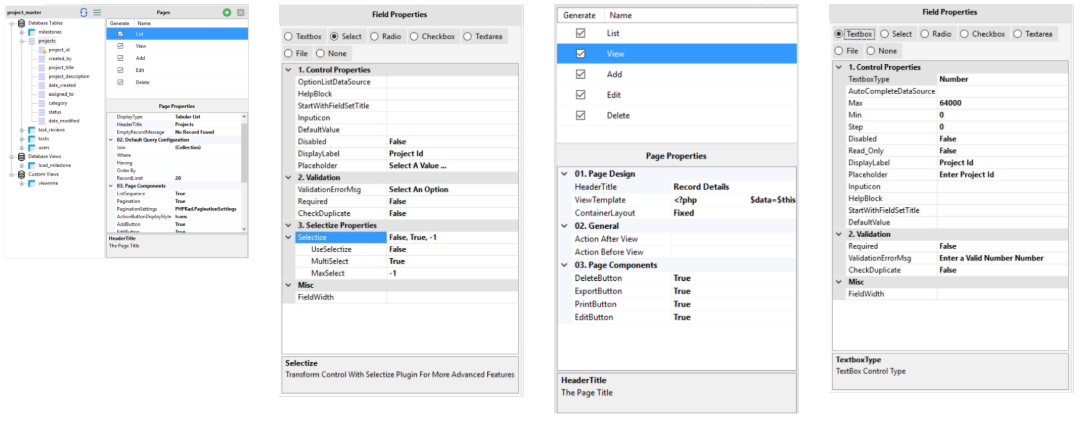 project_master
Database Tables
milestones
projects
project_id
created_by
project_title
project_description
date_created
assigned_to
category
status
date_modified
task_reviews
tasks
users
Database Views
load_milestone
Custom Views
viewnme
Pages
Generate Name
List
View
Add
Edit
Delete
Page Properties
DisplayType Tabular List
HeaderTitle Projects
EmptyRecordMessage No Record Found
02. Default Query Configuration
Join (Collection)
Where
Having
Order By
RecordLimit 20
03. Page Components
ListSequence True
Pagination True
PaginationSettings PHPRad.PaginationSettings
ActionButtonDisplayStyle Icons
AddButton True
EditButton True
HeaderTitle
The Page Title
Field Properties
Textbox Select Radio Checkbox Textarea
File None
1. Control Properties
OptionListDataSource
HelpBlock
StartWithFieldSetTitle
Inputicon
DefaultValue
Disabled False
DisplayLabel Project Id
Placeholder Select A Value ...
2. Validation
ValidationErrorMsg Select An Option
Required False
CheckDuplicate False
3. Selectize Properties
Selectize False, True, -1
UseSelectize False
MultiSelect True
MaxSelect -1
Misc
FieldWidth
Selectize
Transform Control With Selectize Plugin For More Advanced Features
Generate Name
List
View
Add
Edit
Delete
Page Properties
01. Page Design
HeaderTitle Record Details
ViewTemplate <?php $data=$this
ContainerLayout Fixed
02. General
Action After View
Action Before View
03. Page Components
DeleteButton True
ExportButton True
PrintButton True
EditButton True
HeaderTitle
The Page Title
Field Properties
Textbox Select Radio Checkbox Textarea
File None
1. Control Properties
TextboxType Number
AutoCompleteDataSource
Max 64000
Min 0
Step 0
Disabled False
Read_Only False
DisplayLabel Project Id
Placeholder Enter Project Id
Inputicon
HelpBlock
StartWithFieldSetTitle
DefaultValue
2. Validation
Required False
ValidationErrorMsg Enter a Valid Number Number
CheckDuplicate False
Misc
FieldWidth
TextboxType
TextBox Control Type